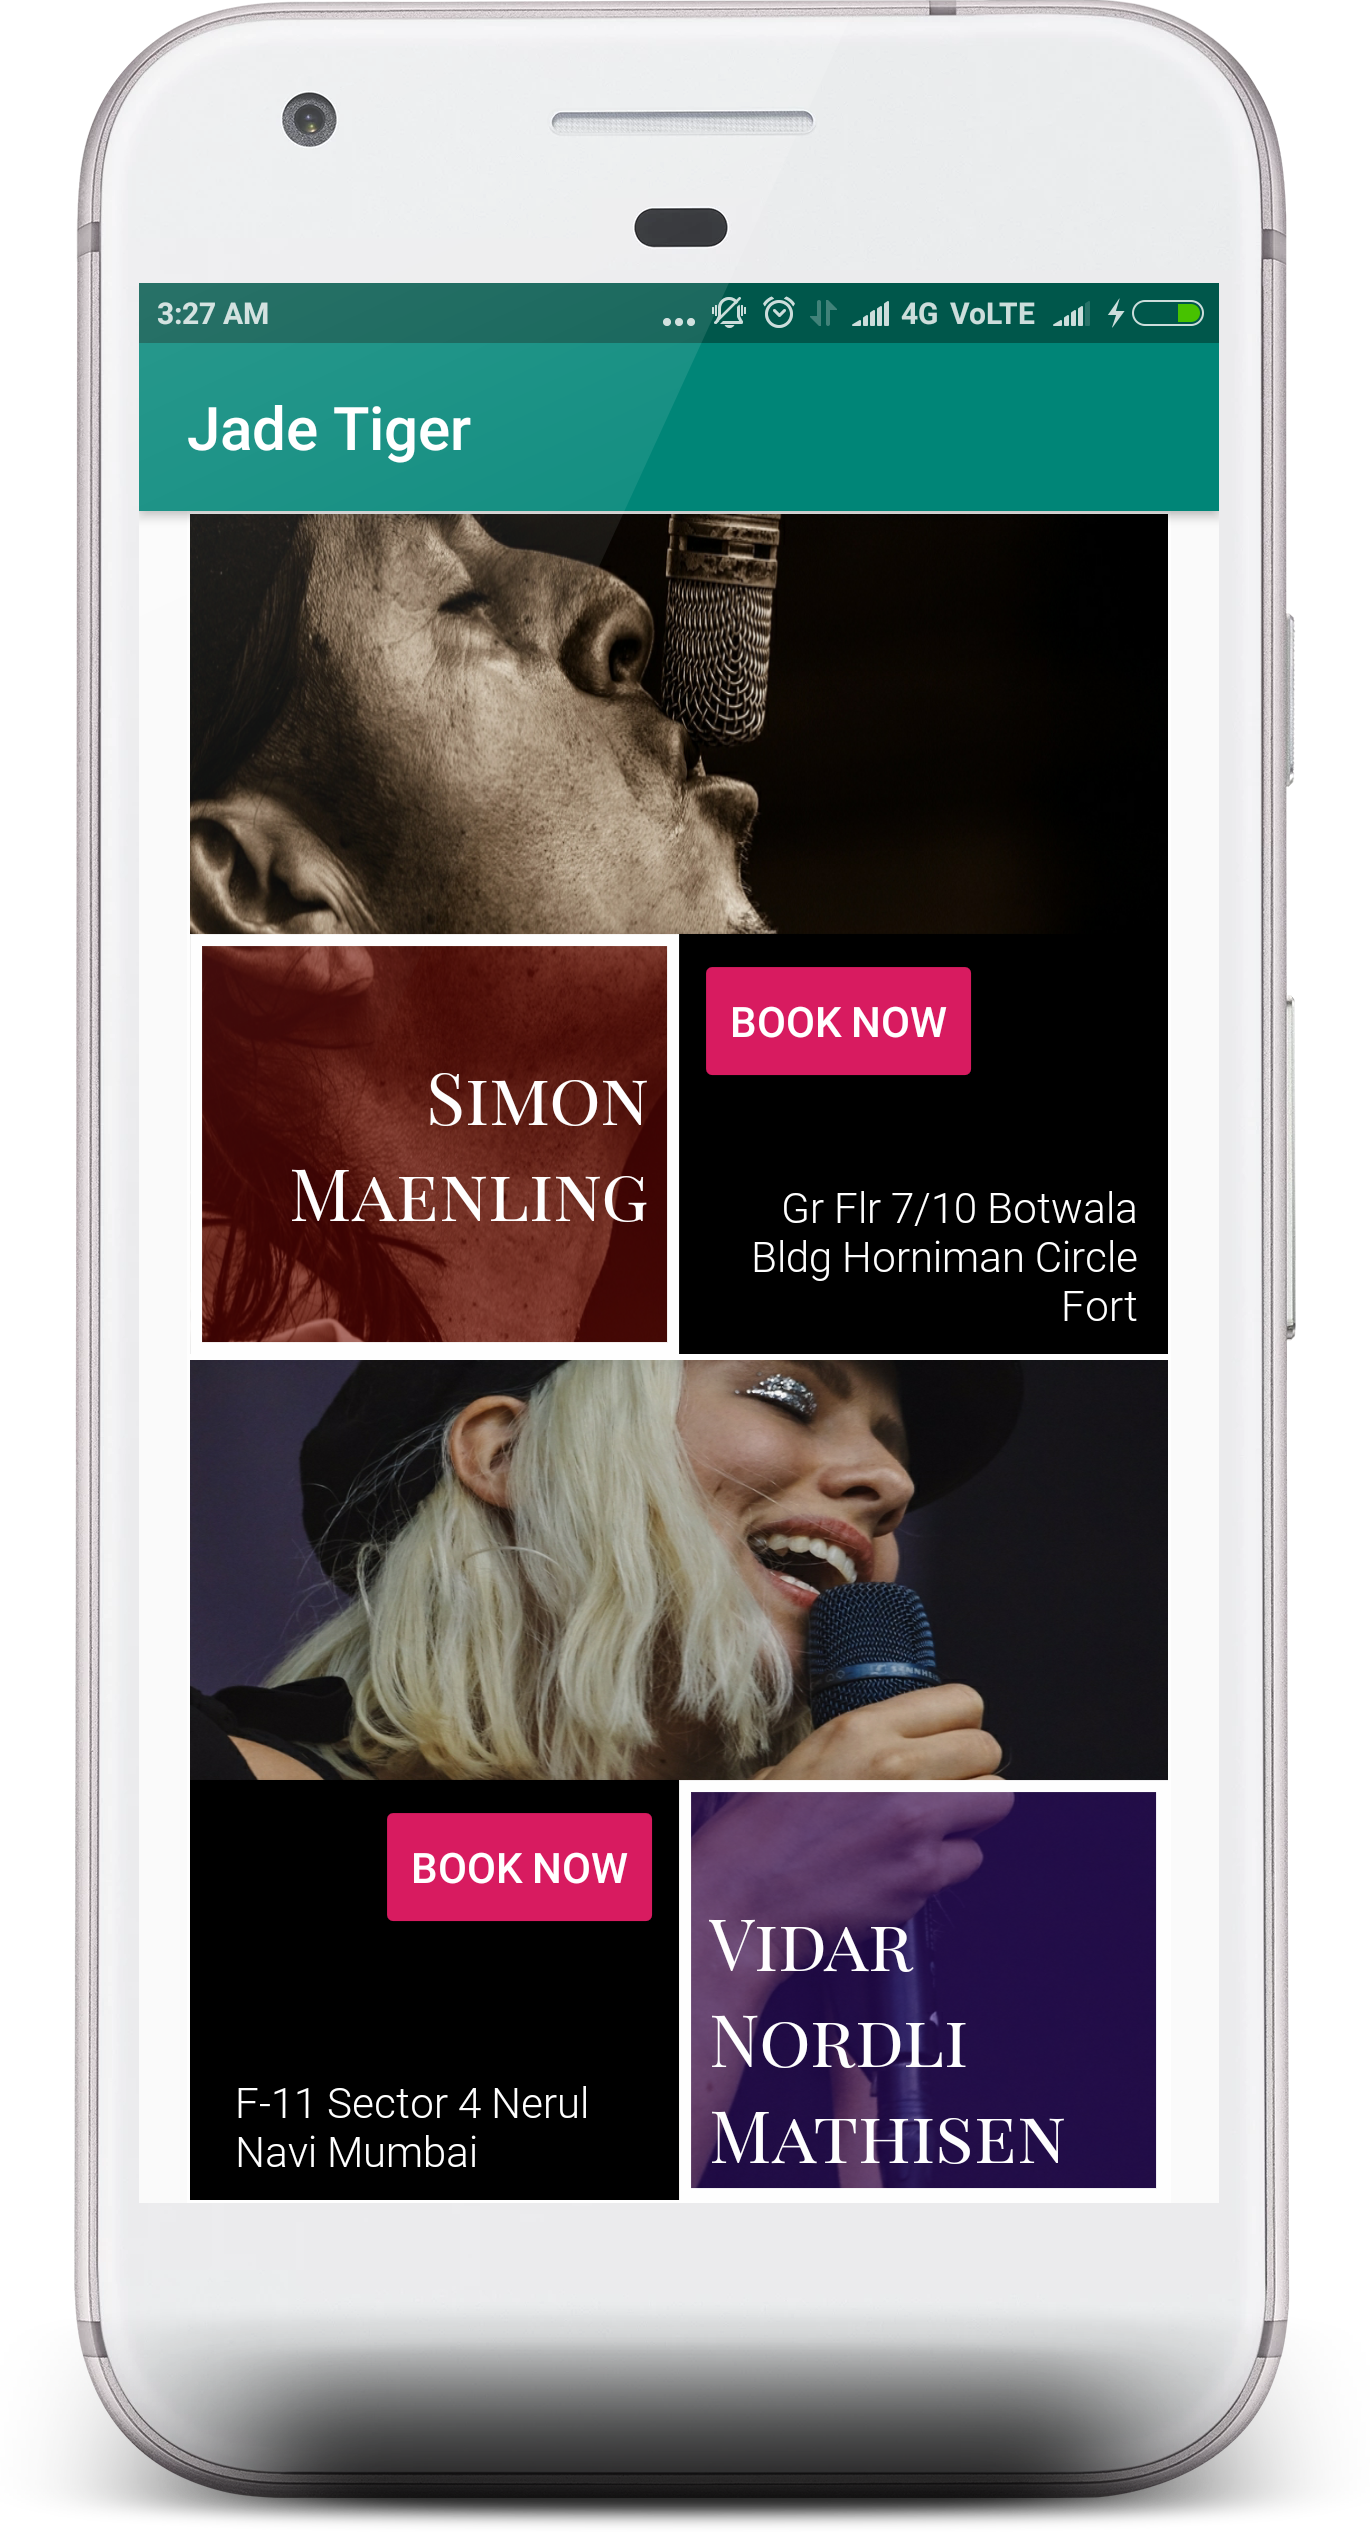 3:27 AM
... 4G VoLTE
Jade Tiger
SIMON
MAENLING
BOOK NOW
Gr Flr 7/10 Botwala
Bldg Horniman Circle
Fort
BOOK NOW
F-11 Sector 4 Nerul
Navi Mumbai
VIDAR
NORDLI
MATHISEN